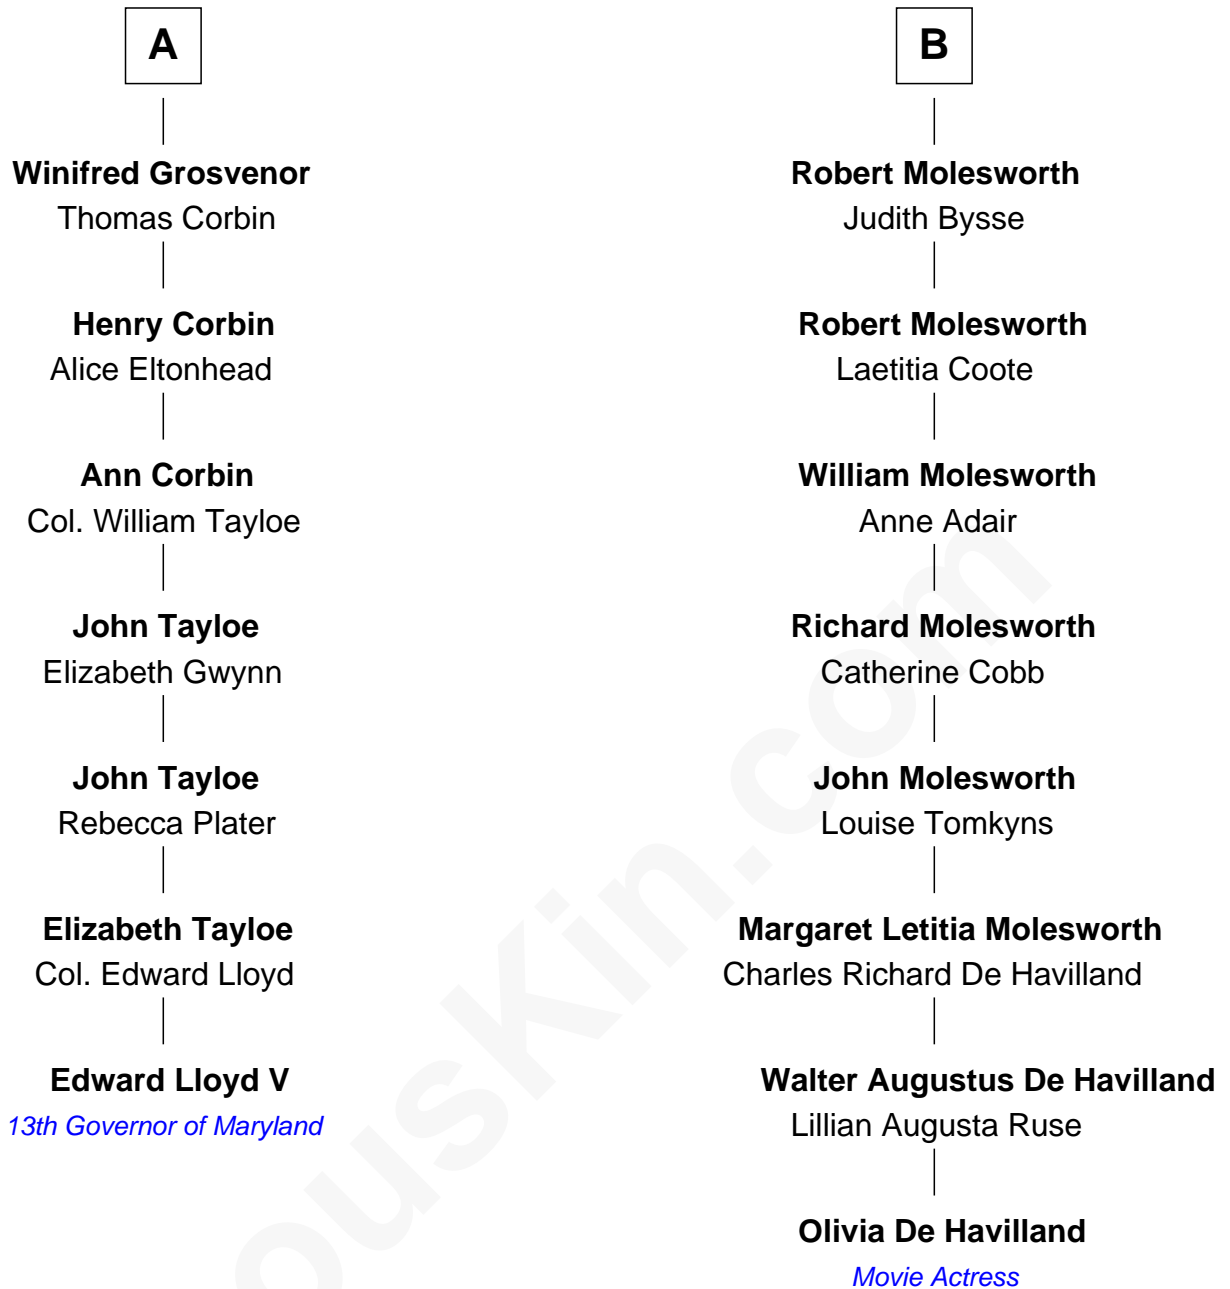 A
Winifred Grosvenor
Thomas Corbin
Henry Corbin
Alice Eltonhead
Ann Corbin
Col. William Tayloe
John Tayloe
Elizabeth Gwynn
John Tayloe
Rebecca Plater
Elizabeth Tayloe
Col. Edward Lloyd
Edward Lloyd V
13th Governor of Maryland
B
Robert Molesworth
Judith Bysse
Robert Molesworth
Laetitia Coote
William Molesworth
Anne Adair
Richard Molesworth
Catherine Cobb
John Molesworth
Louise Tomkyns
Margaret Letitia Molesworth
Charles Richard De Havilland
Walter Augustus De Havilland
Lillian Augusta Ruse
Olivia De Havilland
Movie Actress
ousKin.com